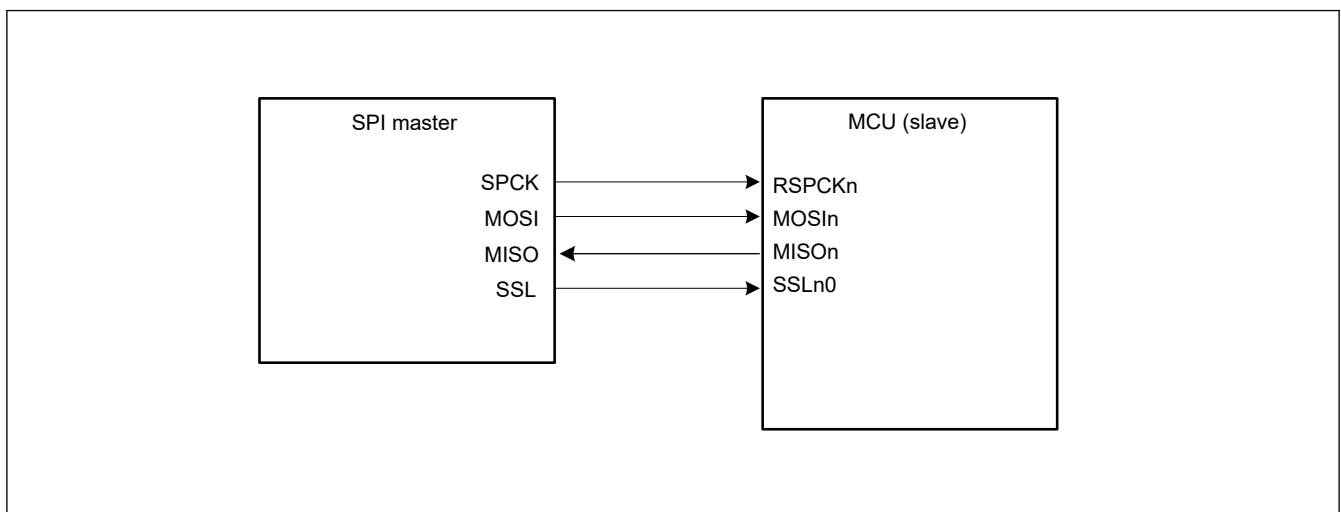 SPI master
SPCK
MOSI
MISO
SSL
MCU (slave)
RSPCKn
MOSIn
MISOn
SSLn0